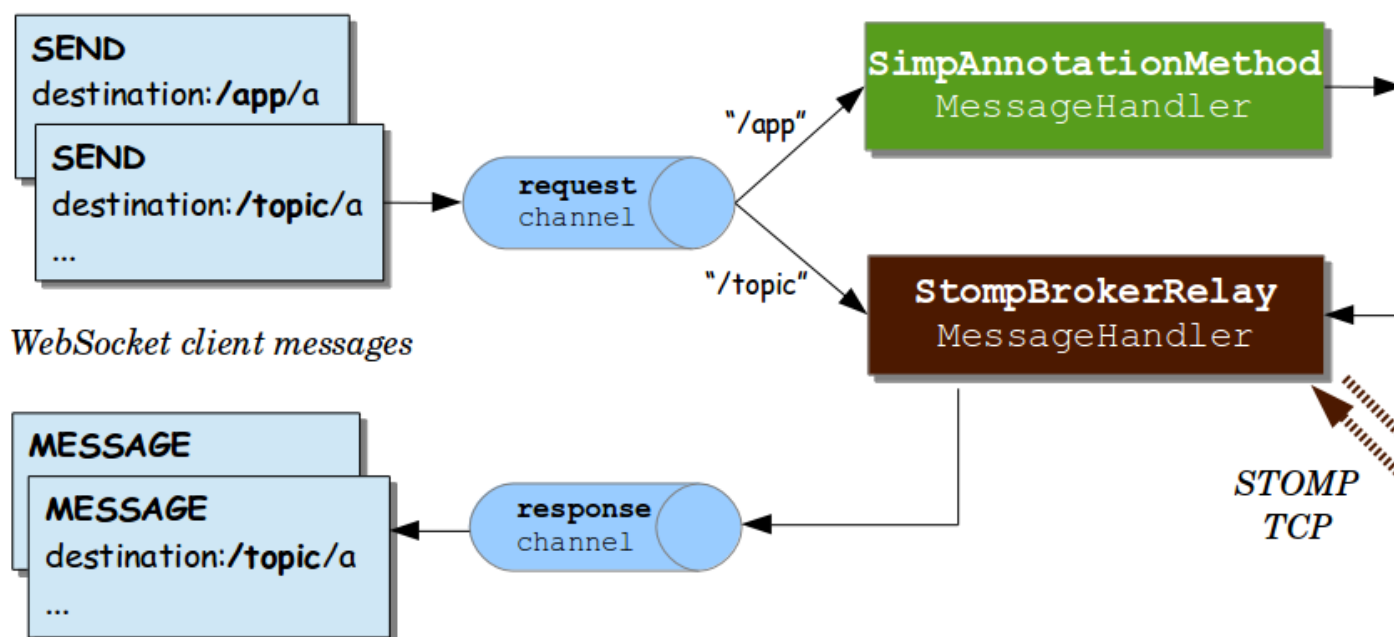 SEND
destination:/app/a
SEND
destination:/topic/a
...
WebSocket client messages
request
channel
“/app”
“/topic”
SimpAnnotationMethod
MessageHandler
StompBrokerRelay
MessageHandler
STOMP
TCP
MESSAGE
MESSAGE
destination:/topic/a
...
response
channel